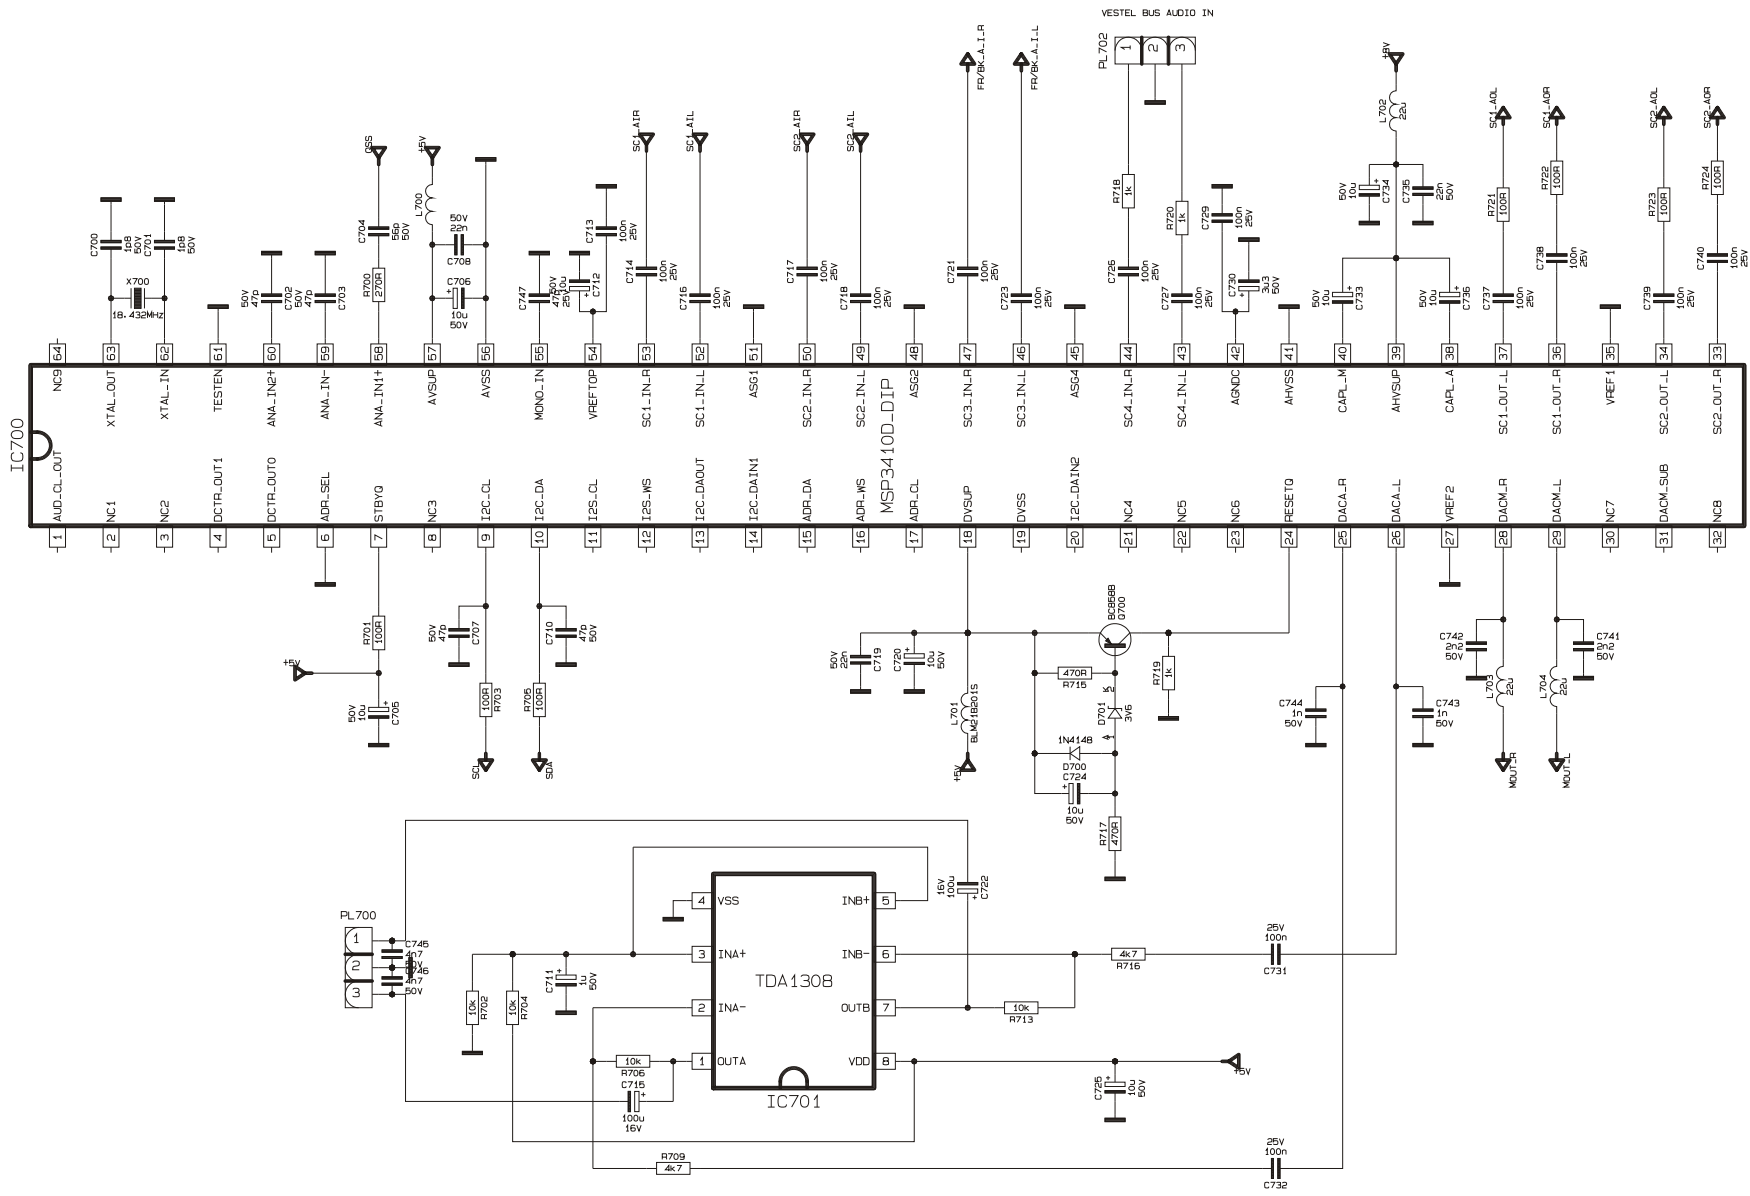 VESTEL BUS AUDIO IN
PL702
1
2
3
FR/BK_A_I_R
FR/BK_A_I_L
+8V
L702
22u
SC1_AOL
SC1_AOR
SC2_AOL
SC2_AOR
QSS
+5V
SC1_AIR
SC1_AIL
SC2_AIR
SC2_AIL
C700
1p8
50V
C701
1p8
50V
X700
18.432MHz
50V
47p
C702
50V
47p
C703
C704
56p
50V
R700
270R
L700
50V
22n
C708
C706
10u
50V
C747
47p
50V
10u
25V
C712
C713
100n
25V
C714
100n
25V
C716
100n
25V
C717
100n
25V
C718
100n
25V
C721
100n
25V
C723
100n
25V
R718
1k
C726
100n
25V
R720
1k
C727
100n
25V
C729
100n
25V
C730
3u3
50V
50V
10u
C733
50V
10u
C734
C735
22n
50V
50V
10u
C736
R721
100R
C737
100n
25V
R722
100R
C738
100n
25V
R723
100R
C739
100n
25V
R724
100R
C740
100n
25V
64
63
62
61
60
59
58
57
56
55
54
53
52
51
50
49
48
47
46
45
44
43
42
41
40
39
38
37
36
35
34
33
NC9
XTAL_OUT
XTAL_IN
TESTEN
ANA_IN2+
ANA_IN-
ANA_IN1+
AVSUP
AVSS
MONO_IN
VREFTOP
SC1_IN_R
SC1_IN_L
ASG1
SC2_IN_R
SC2_IN_L
ASG2
SC3_IN_R
SC3_IN_L
ASG4
SC4_IN_R
SC4_IN_L
AGNDC
AHVSS
CAPL_M
AHVSUP
CAPL_A
SC1_OUT_L
SC1_OUT_R
VREF1
SC2_OUT_L
SC2_OUT_R
IC700
MSP3410D_DIP
AUD_CL_OUT
NC1
NC2
DCTR_OUT1
DCTR_OUT0
ADR_SEL
STBYQ
NC3
I2C_CL
I2C_DA
I2S_CL
I2S_WS
I2C_DAOUT
I2C_DAIN1
ADR_DA
ADR_WS
ADR_CL
DVSUP
DVSS
I2C_DAIN2
NC4
NC5
NC6
RESETQ
DACA_R
DACA_L
VREF2
DACM_R
DACM_L
NC7
DACM_SUB
NC8
1
2
3
4
5
6
7
8
9
10
11
12
13
14
15
16
17
18
19
20
21
22
23
24
25
26
27
28
29
30
31
32
R701
100R
+5V
50V
10u
C705
50V
47p
C707
100R
R703
SCL
C710
47p
50V
R705
100R
SDA
50V
22n
C719
C720
10u
50V
L701
BLM21B201S
+5V
BC858B
Q700
470R
R715
R719
1k
K
2
D701
3V6
A
1
1N4148
D700
C724
10u
50V
R717
470R
C744
1n
50V
C743
1n
50V
C742
2n2
50V
L703
22u
MOUT_R
C741
2n2
50V
L704
22u
MOUT_L
PL700
1
2
3
C745
4n7
50V
C746
4n7
50V
10k
R702
10k
R704
C711
1u
50V
10k
R706
C715
100u
16V
R709
4k7
4
VSS
3
INA+
2
INA-
1
OUTA
TDA1308
IC701
INB+
5
INB-
6
OUTB
7
VDD
8
16V
100u
C722
10k
R713
4k7
R716
25V
100n
C731
+5V
C725
10u
50V
25V
100n
C732